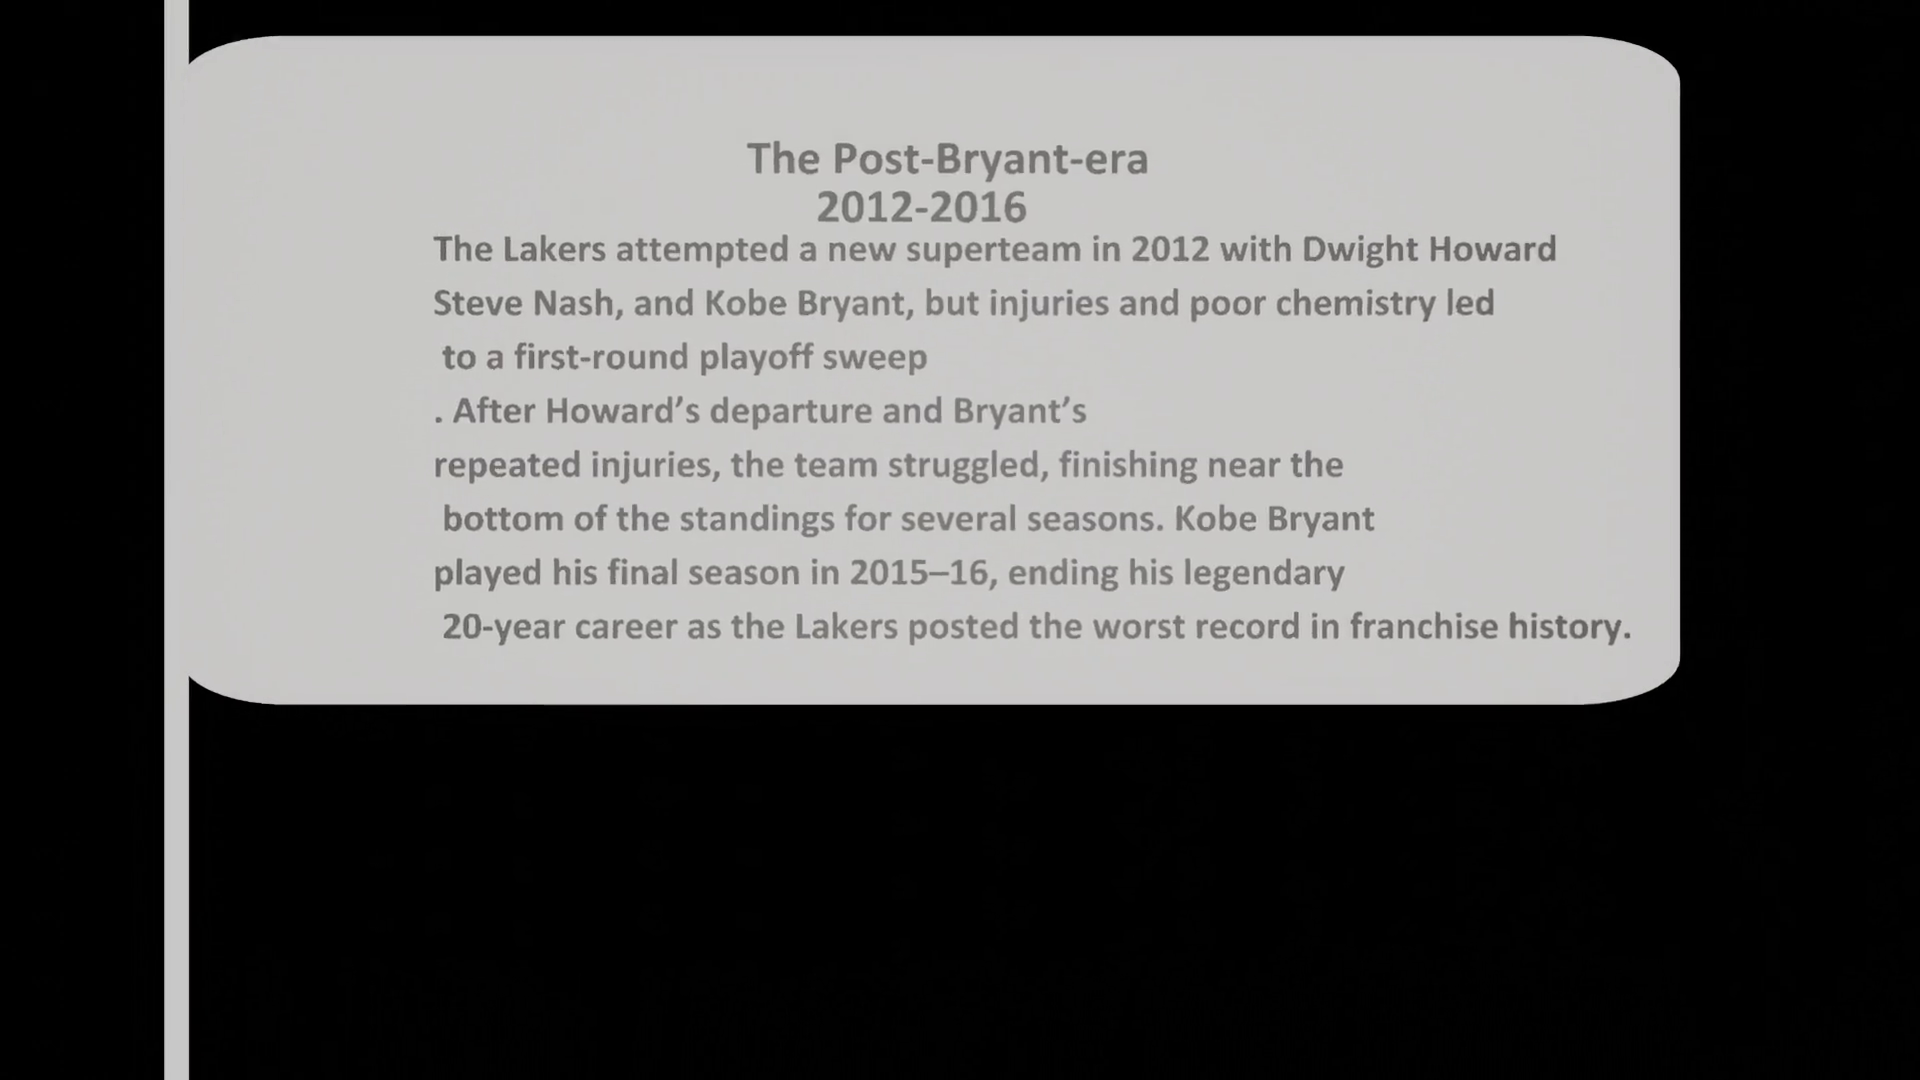 The Post-Bryant-era
2012-2016
The Lakers attempted a new superteam in 2012 with Dwight Howard
Steve Nash, and Kobe Bryant, but injuries and poor chemistry led
to a first-round playoff sweep
. After Howard’s departure and Bryant’s
repeated injuries, the team struggled, finishing near the
bottom of the standings for several seasons. Kobe Bryant
played his final season in 2015–16, ending his legendary
20-year career as the Lakers posted the worst record in franchise history.